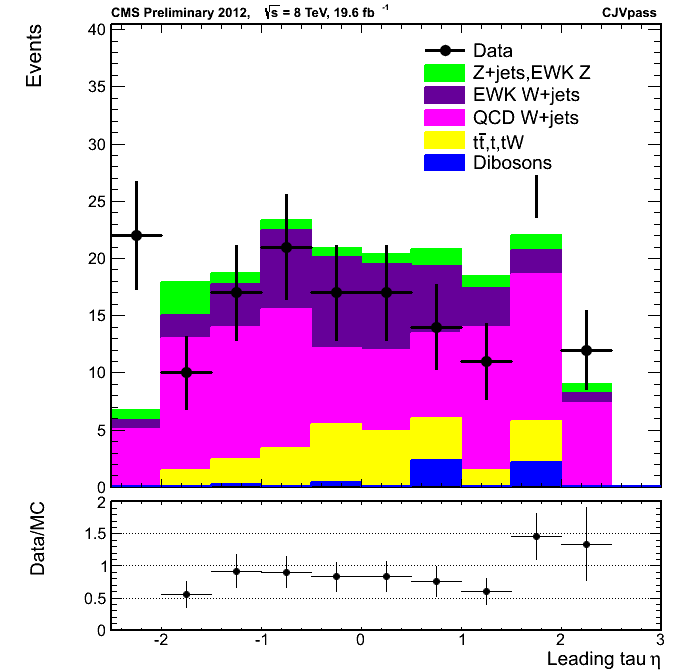 CMS Preliminary 2012, √s = 8 TeV, 19.6 fb⁻¹ CJVpass
Events
40
35
30
25
20
15
10
5
0
Data
Z+jets,EWK Z
EWK W+jets
QCD W+jets
tt̅,t,tW
Dibosons
Data/MC
2
1.5
1
0.5
0
-2 -1 0 1 2 3
Leading tau η